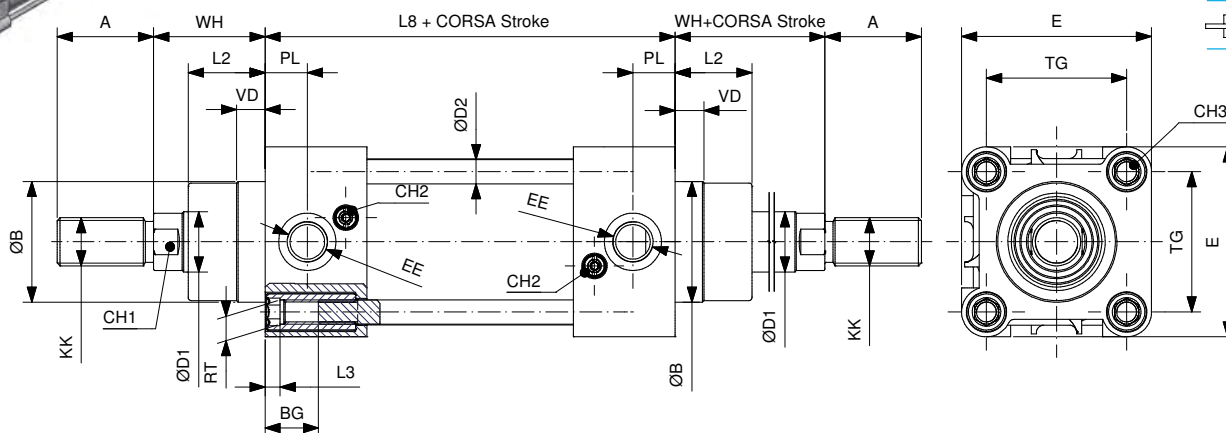 A
WH
L8 + CORSA Stroke
WH+CORSA Stroke
A
E
L2
PL
PL
L2
TG
VD
ØD2
VD
CH3
CH2
EE
ØB
EE
CH2
TG
E
CH1
KK
ØD1
RT
L3
ØB
ØD1
KK
BG